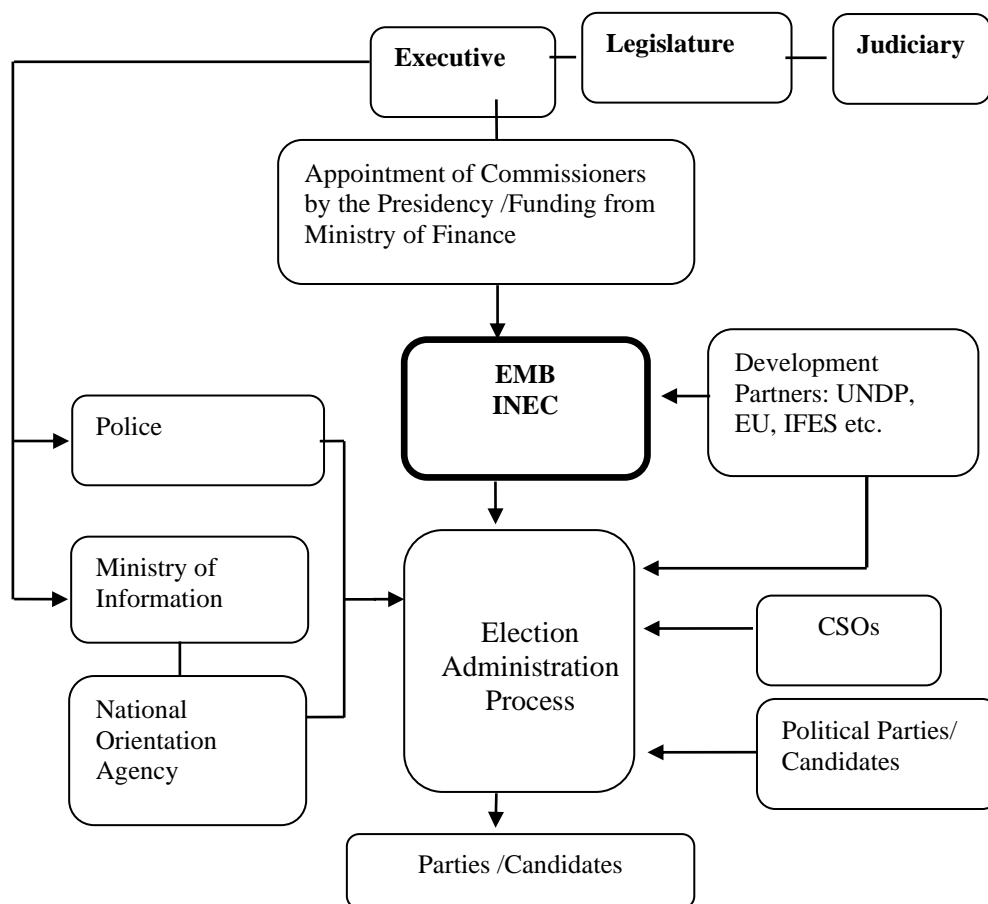 Executive
Legislature
Judiciary
Appointment of Commissioners
by the Presidency /Funding from
Ministry of Finance
EMB
INEC
Development
Partners: UNDP,
EU, IFES etc.
Police
Ministry of
Information
National
Orientation
Agency
Election
Administration
Process
CSOs
Political Parties/
Candidates
Parties /Candidates